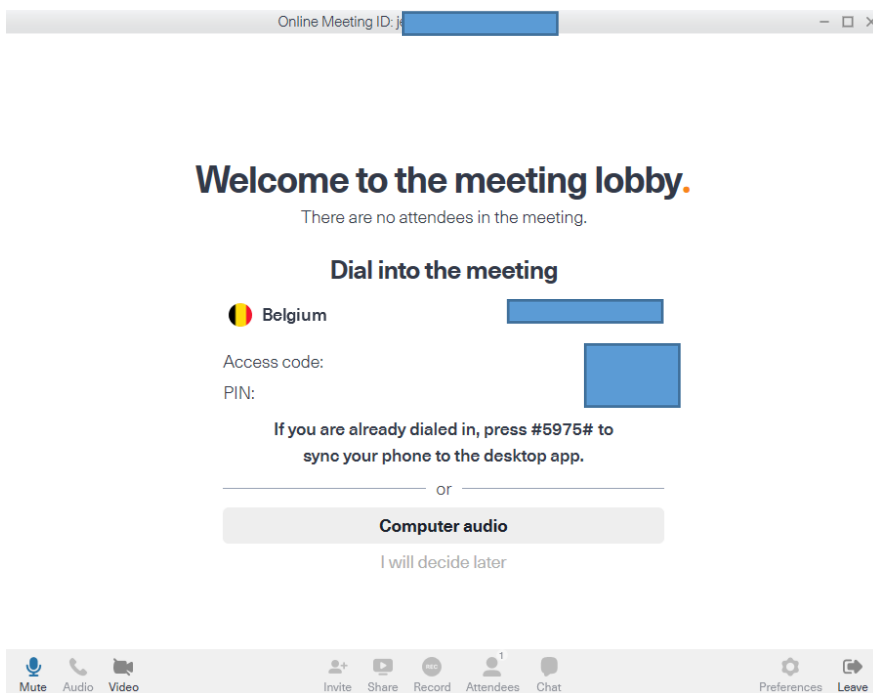 Online Meeting ID: je
Welcome to the meeting lobby.
There are no attendees in the meeting.
Dial into the meeting
Belgium
Access code:
PIN:
If you are already dialed in, press #5975# to
sync your phone to the desktop app.
or
Computer audio
I will decide later
Mute Audio Video Invite Share REC Record 1 Attendees Chat Preferences Leave